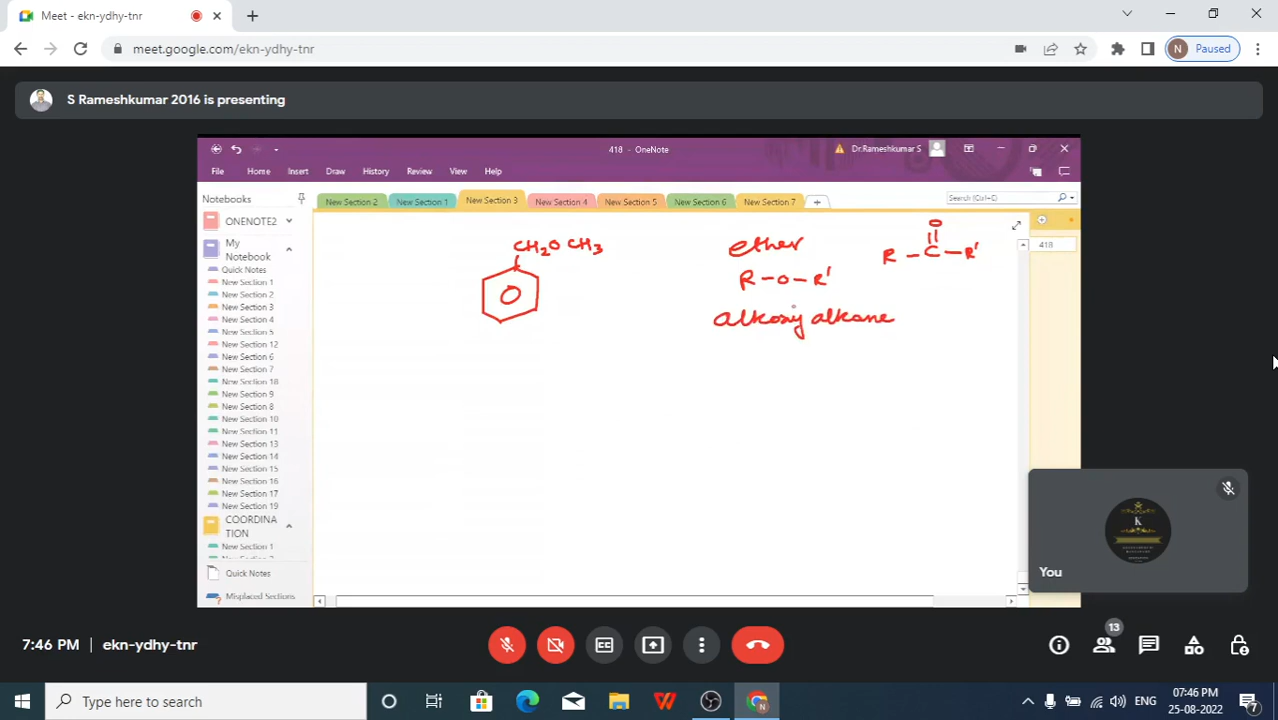 Meet - ekn-ydhy-tnr
meet.google.com/ekn-ydhy-tnr
N Paused
S Rameshkumar 2016 is presenting
418 - OneNote
Dr.Rameshkumar S
File Home Insert Draw History Review View Help
Notebooks
New Section 2 New Section 1 New Section 3 New Section 4 New Section 5 New Section 6 New Section 7
Search (Ctrl+E)
ONENOTE2
My Notebook
Quick Notes
New Section 1
New Section 2
New Section 3
New Section 4
New Section 5
New Section 12
New Section 6
New Section 7
New Section 18
New Section 9
New Section 8
New Section 10
New Section 11
New Section 13
New Section 14
New Section 15
New Section 16
New Section 17
New Section 19
COORDINA
TION
New Section 1
Quick Notes
Misplaced Sections
418
CH2O CH3
ether
R - O - R'
alkoxy alkane
O
R - C - R'
K
You
7:46 PM | ekn-ydhy-tnr
13
Type here to search
ENG
07:46 PM
25-08-2022
7